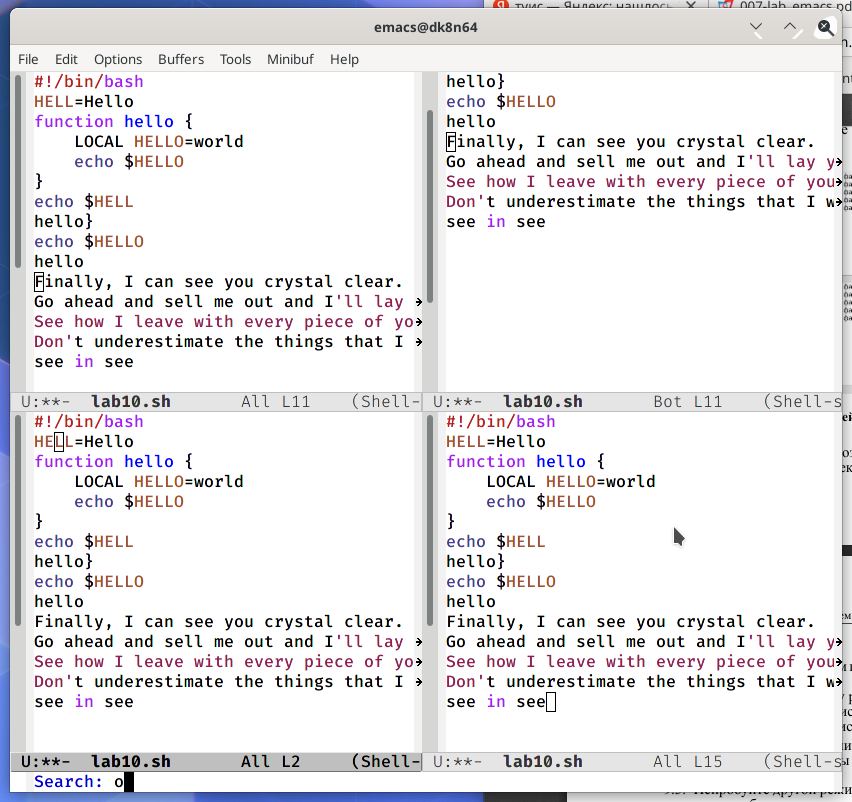 туис — Яндекс: нашлось
007-lab_emacs.pd
emacs@dk8n64
File Edit Options Buffers Tools Minibuf Help
#!/bin/bash
HELL=Hello
function hello {
LOCAL HELLO=world
echo $HELLO
}
echo $HELL
hello}
echo $HELLO
hello
Finally, I can see you crystal clear.
Go ahead and sell me out and I'll lay
See how I leave with every piece of yo
Don't underestimate the things that I
see in see
U:**- lab10.sh All L11 (Shell-
hello}
echo $HELLO
hello
Finally, I can see you crystal clear.
Go ahead and sell me out and I'll lay y
See how I leave with every piece of you
Don't underestimate the things that I w
see in see
U:**- lab10.sh Bot L11 (Shell-s
#!/bin/bash
HELL=Hello
function hello {
LOCAL HELLO=world
echo $HELLO
}
echo $HELL
hello}
echo $HELLO
hello
Finally, I can see you crystal clear.
Go ahead and sell me out and I'll lay
See how I leave with every piece of yo
Don't underestimate the things that I
see in see
U:**- lab10.sh All L2 (Shell-
#!/bin/bash
HELL=Hello
function hello {
LOCAL HELLO=world
echo $HELLO
}
echo $HELL
hello}
echo $HELLO
hello
Finally, I can see you crystal clear.
Go ahead and sell me out and I'll lay y
See how I leave with every piece of you
Don't underestimate the things that I w
see in see
U:**- lab10.sh All L15 (Shell-s
Search: o